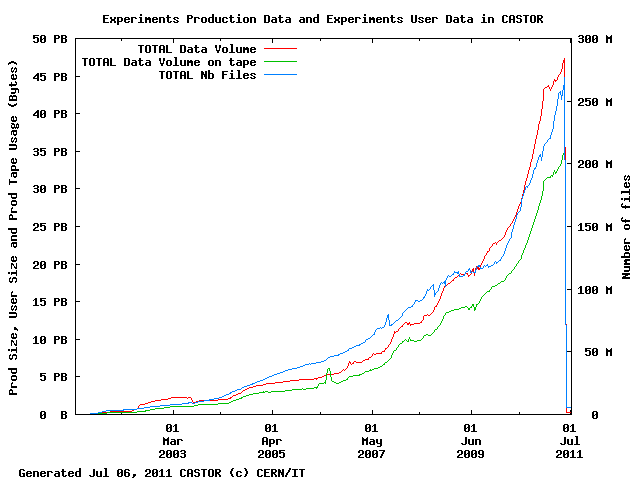 Experiments Production Data and Experiments User Data in CASTOR
50 PB
45 PB
40 PB
35 PB
30 PB
25 PB
20 PB
15 PB
10 PB
5 PB
0 B
Prod Size, User Size and Prod Tape Usage (Bytes)
TOTAL Data Volume
TOTAL Data Volume on tape
TOTAL Nb Files
300 M
250 M
200 M
150 M
100 M
50 M
0
Number of files
01 Mar 2003
01 Apr 2005
01 May 2007
01 Jun 2009
01 Jul 2011
Generated Jul 06, 2011 CASTOR (c) CERN/IT